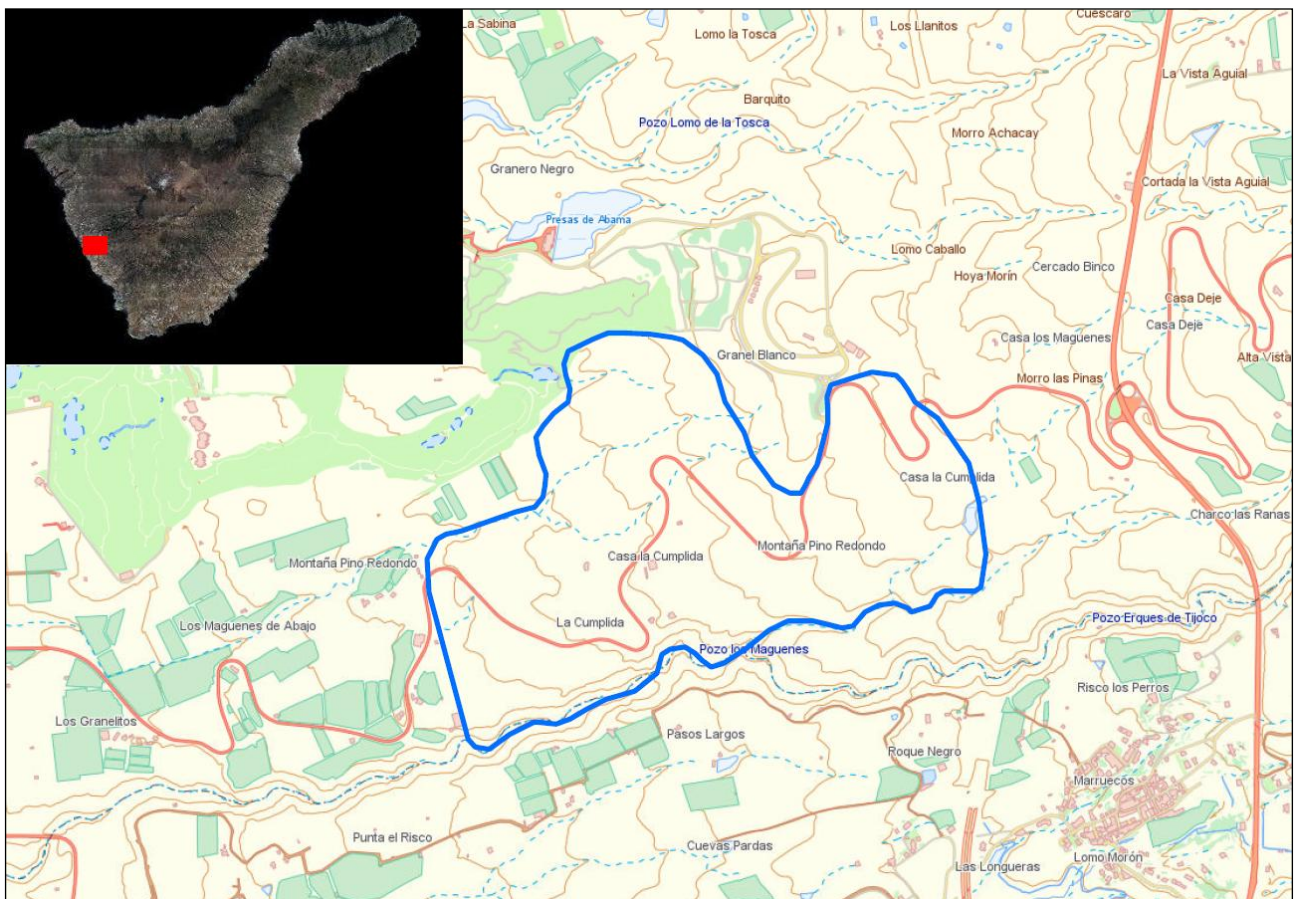 La Sabina
Lomo la Tosca
Los Llanitos
Cuescaro
La Vista Aguial
Barquito
Pozo Lomo de la Tosca
Morro Achacay
Granero Negro
Cortada la Vista Aguial
Presas de Abama
Lomo Caballo
Hoya Morín
Cercado Binco
Casa Deje
Casa Deje
Casa los Maguenes
Granel Blanco
Alta Vista
Morro las Pinas
Casa la Cumplida
Charco las Ranas
Montaña Pino Redondo
Casa la Cumplida
Montaña Pino Redondo
La Cumplida
Los Maguenes de Abajo
Pozo Erques de Tijoco
Pozo los Maguenes
Risco los Perros
Los Granelitos
Pasos Largos
Roque Negro
Marruecos
Punta el Risco
Cuevas Pardas
Lomo Morón
Las Longueras